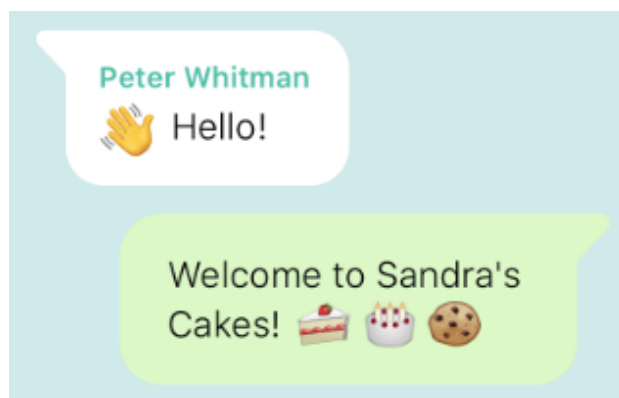 Peter Whitman
👋 Hello!
Welcome to Sandra's
Cakes! 🍰 🎂 🍪